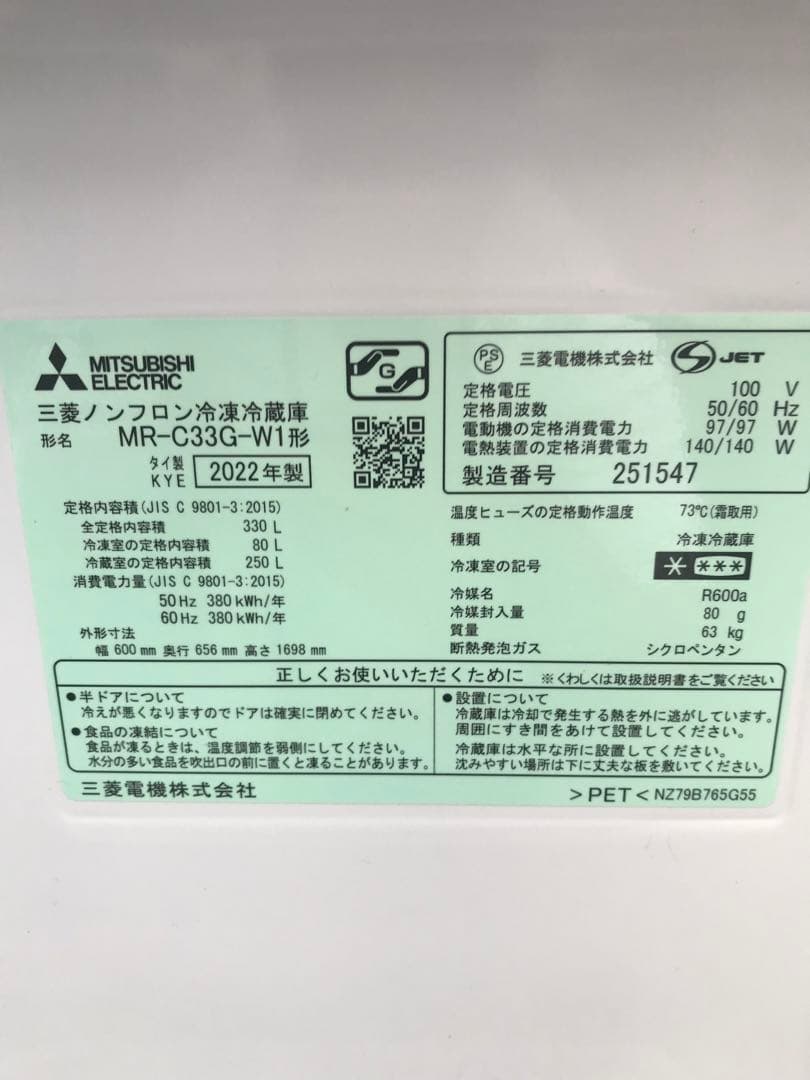 MITSUBISHI
ELECTRIC
G
三菱ノンフロン冷凍冷蔵庫
形名 MR-C33G-W1形
タイ製
KYE 2022年製
定格内容積(JIS C 9801-3:2015)
全定格内容積 330 L
冷凍室の定格内容積 80 L
冷蔵室の定格内容積 250 L
消費電力量(JIS C 9801-3:2015)
50Hz 380kWh/年
60Hz 380kWh/年
外形寸法
幅 600mm 奥行 656mm 高さ 1698mm
PSE 三菱電機株式会社 S JET
定格電圧 100 V
定格周波数 50/60 Hz
電動機の定格消費電力 97/97 W
電熱装置の定格消費電力 140/140 W
製造番号 251547
温度ヒューズの定格動作温度 73℃(霜取用)
種類 冷凍冷蔵庫
冷凍室の記号 * ***
冷媒名 R600a
冷媒封入量 80 g
質量 63 kg
断熱発泡ガス シクロペンタン
正しくお使いいただくために ※くわしくは取扱説明書をご覧ください
●半ドアについて
冷えが悪くなりますのでドアは確実に閉めてください。
●食品の凍結について
食品が凍るときは、温度調節を弱側にしてください。
水分の多い食品を吹出口の前に置くと凍ることがあります。
●設置について
冷蔵庫は冷却で発生する熱を外に逃がしています。
周囲にすき間をあけて設置してください。
冷蔵庫は水平な所に設置してください。
沈みやすい場所は下に丈夫な板を敷いてください。
三菱電機株式会社
>PET< NZ79B765G55